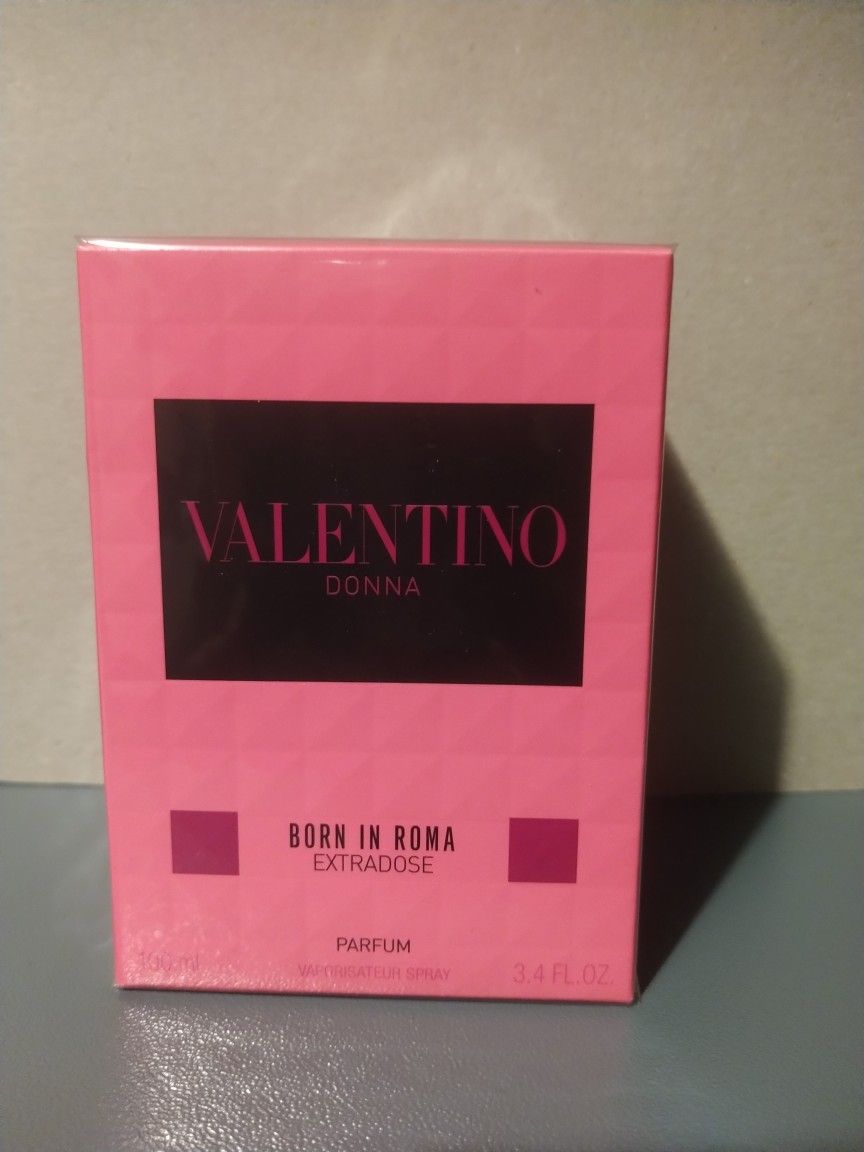 VALENTINO
DONNA
BORN IN ROMA
EXTRADOSE
PARFUM
100 ml
VAPORISATEUR SPRAY
3.4 FL.OZ.